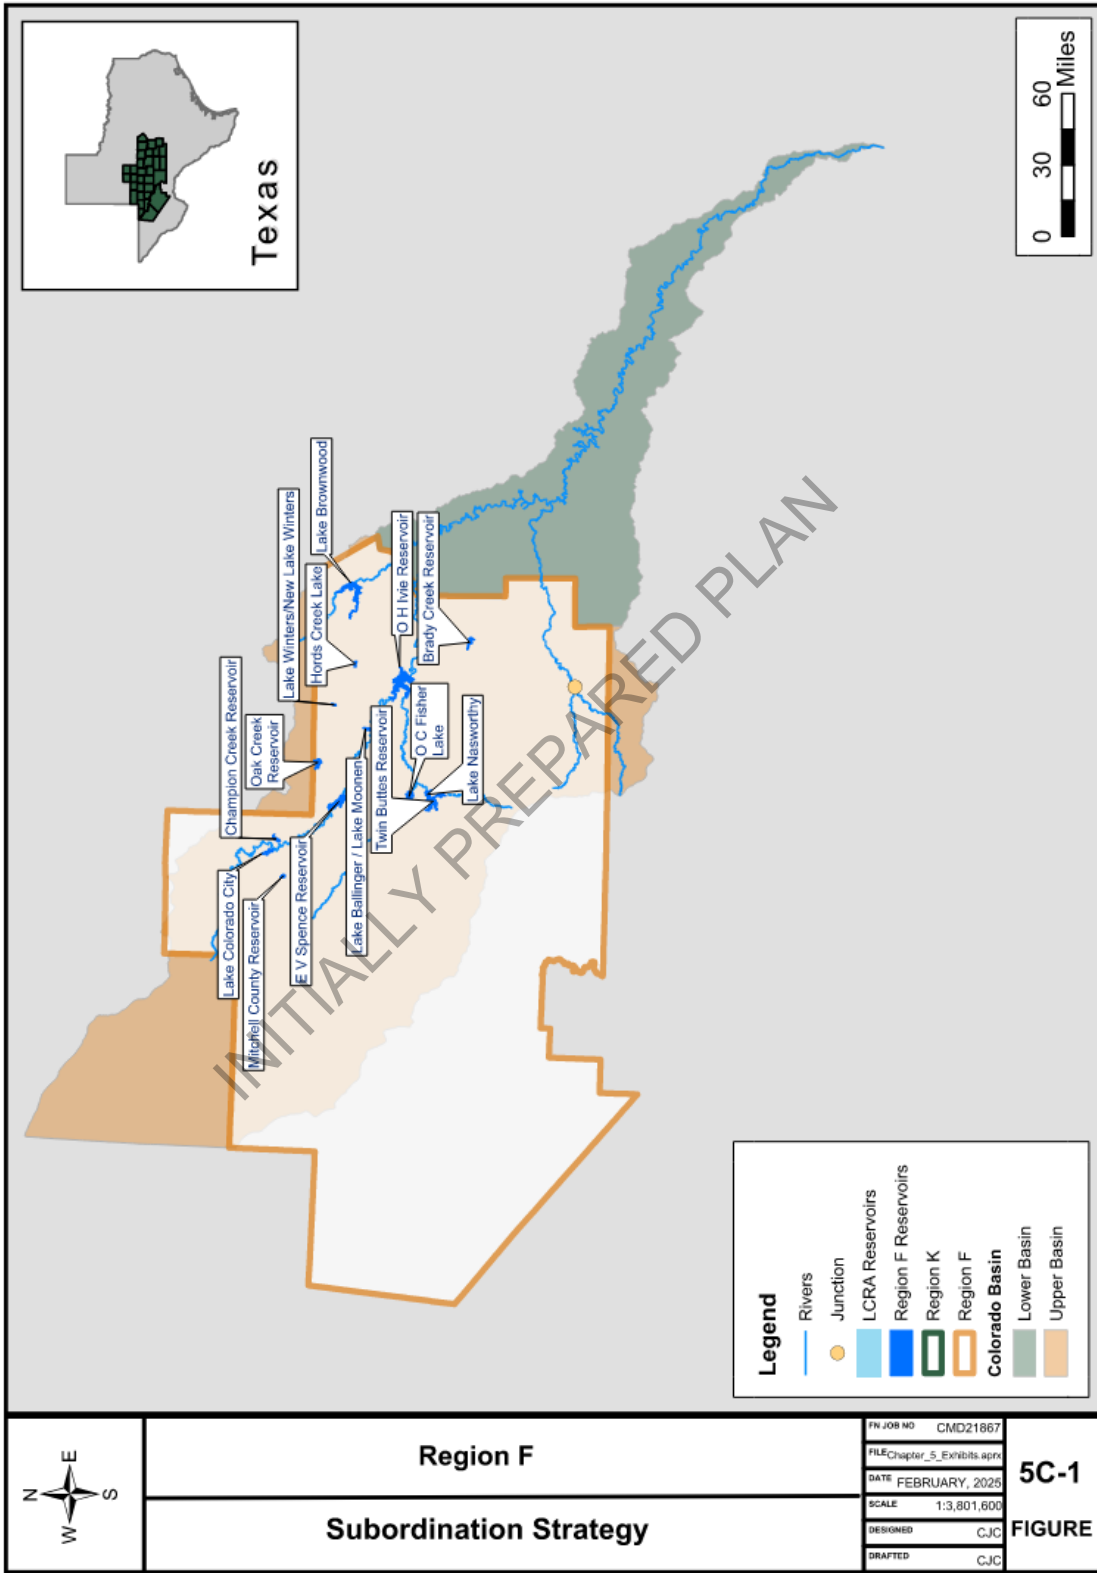 Texas
0 30 60
Miles
Lake Winters/New Lake Winters
Lake Brownwood
Hords Creek Lake
O H Ivie Reservoir
Brady Creek Reservoir
Champion Creek Reservoir
Oak Creek
Reservoir
O C Fisher
Lake
Lake Nasworthy
Twin Buttes Reservoir
Lake Ballinger / Lake Moonen
E V Spence Reservoir
Lake Colorado City
Mitchell County Reservoir
INITIALLY PREPARED PLAN
Legend
Rivers
Junction
LCRA Reservoirs
Region F Reservoirs
Region K
Region F
Colorado Basin
Lower Basin
Upper Basin
N
W E
S
Region F
Subordination Strategy
FN JOB NO CMD21867
FILE Chapter_5_Exhibits.aprx
DATE FEBRUARY, 2025
SCALE 1:3,801,600
DESIGNED CJC
DRAFTED CJC
5C-1
FIGURE